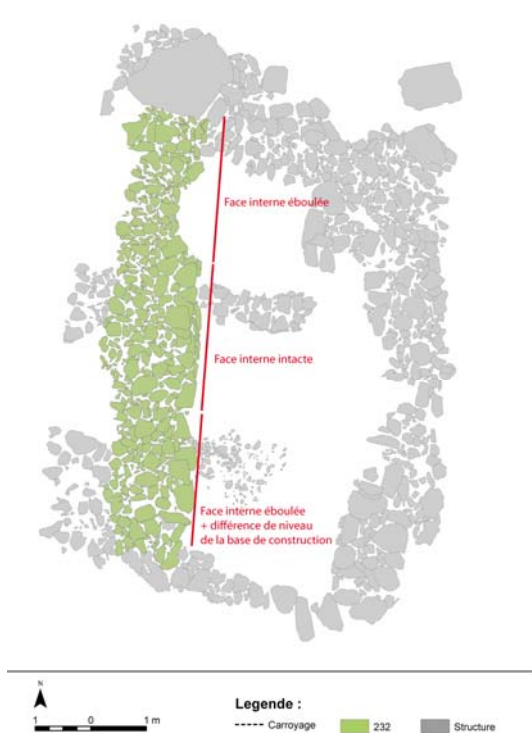 Face interne éboulée
Face interne intacte
Face interne éboulée
+ différence de niveau
de la base de construction
N
1 0 1 m
Legende :
Carroyage 232 Structure